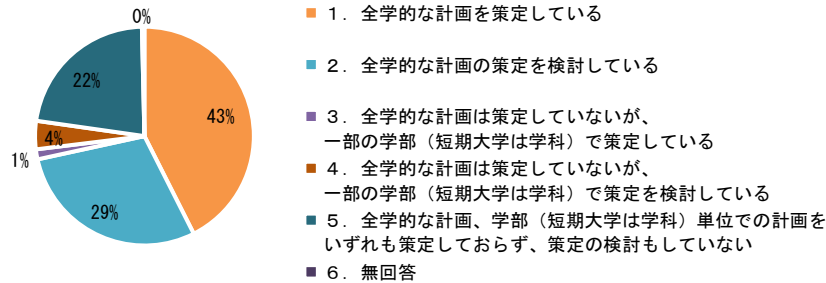 0%
22%
43%
4%
1%
29%
１．全学的な計画を策定している
２．全学的な計画の策定を検討している
３．全学的な計画は策定していないが、
一部の学部（短期大学は学科）で策定している
４．全学的な計画は策定していないが、
一部の学部（短期大学は学科）で策定を検討している
５．全学的な計画、学部（短期大学は学科）単位での計画を
いずれも策定しておらず、策定の検討もしていない
６．無回答